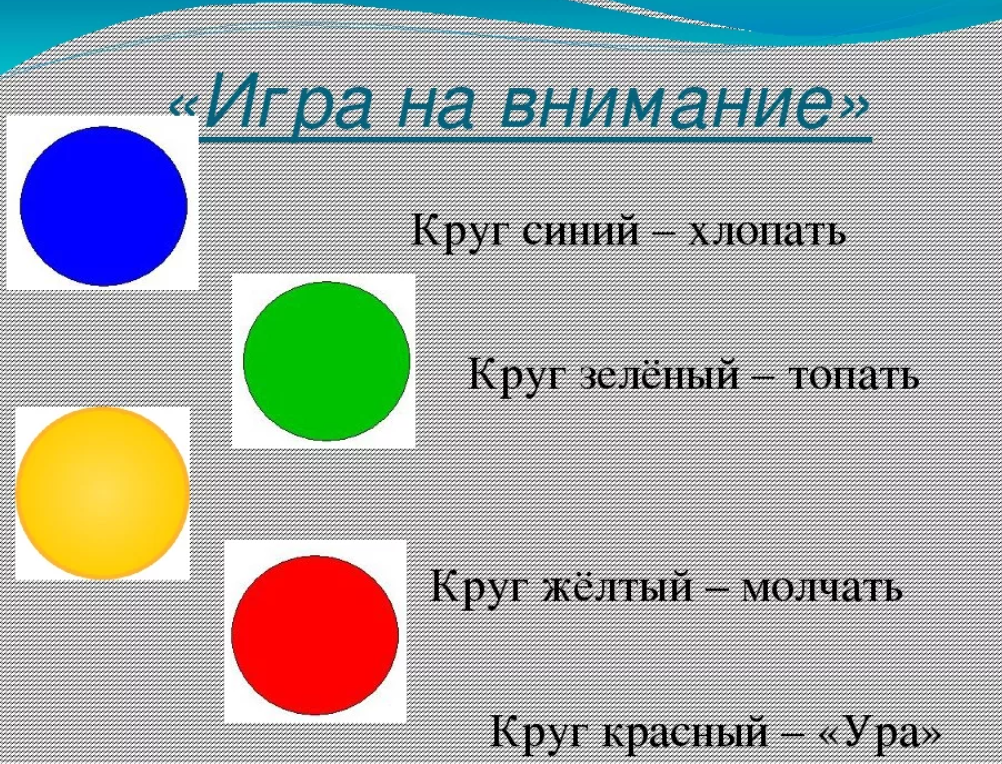 «Игра на внимание»
Круг синий – хлопать
Круг зелёный – топать
Круг жёлтый – молчать
Круг красный – «Ура»